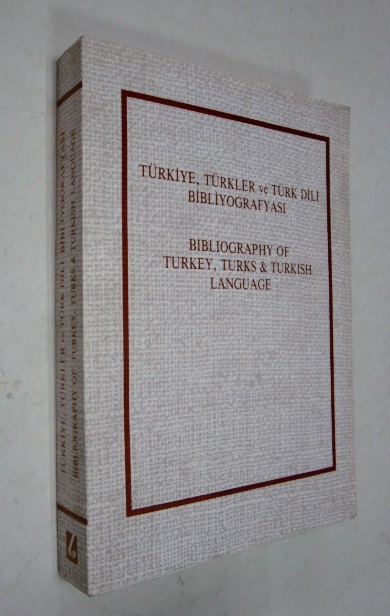 TÜRKİYE, TÜRKLER ve TÜRK DİLİ
BİBLİYOGRAFYASI
BIBLIOGRAPHY OF
TURKEY, TURKS & TURKISH
LANGUAGE
TÜRKİYE, TÜRKLER ve TÜRK DİLİ BİBLİYOGRAFYASI
BIBLIOGRAPHY OF TURKEY, TURKS & TURKISH LANGUAGE